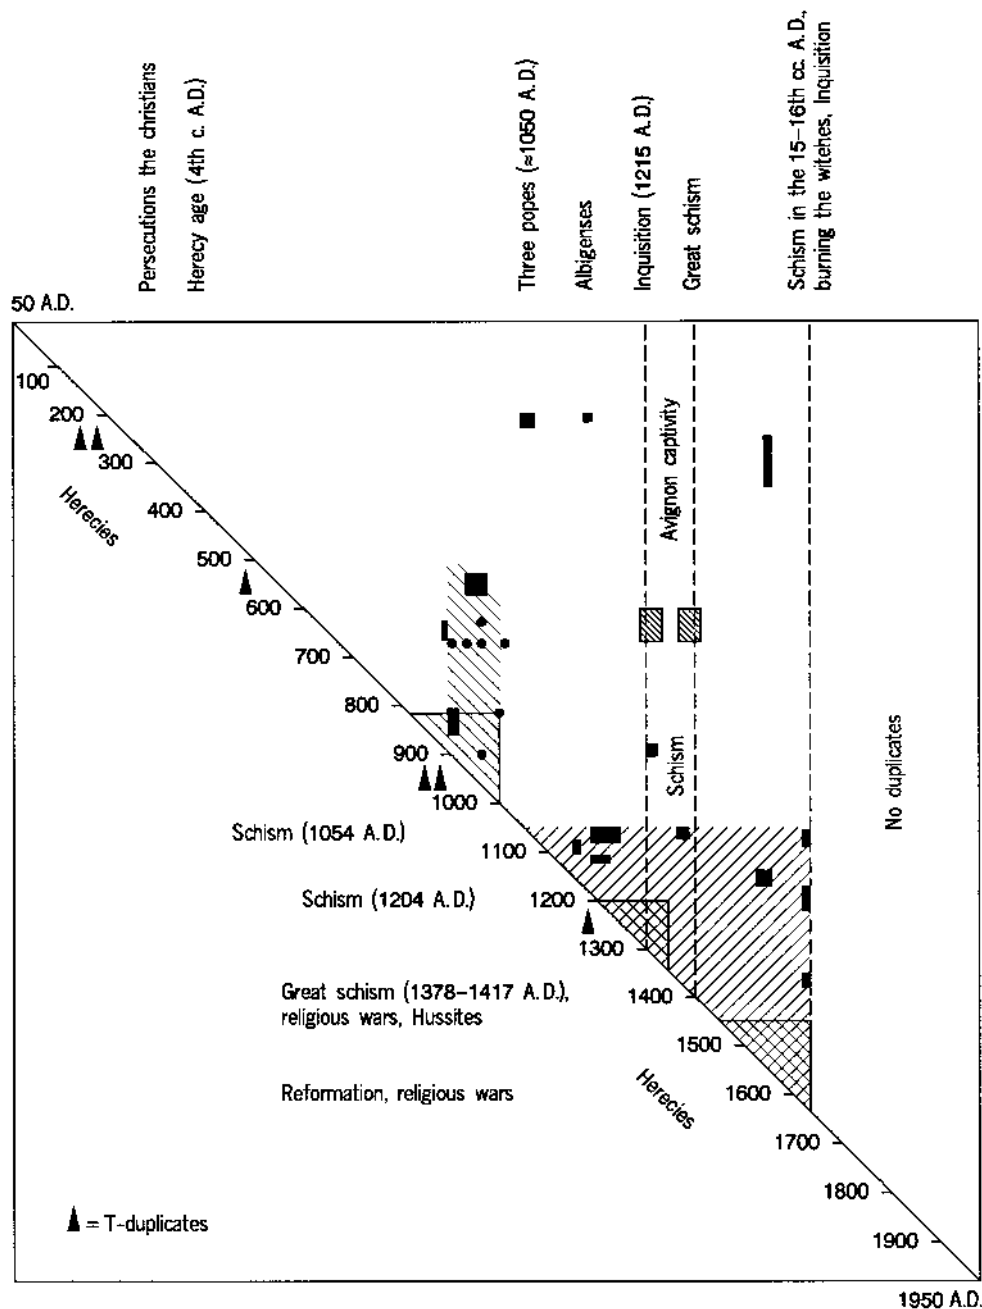 Persecutions the christians
Herecy age (4th c. A.D.)
Three popes (≈1050 A.D.)
Albigenses
Inquisition (1215 A.D.)
Great schism
Schism in the 15–16th cc. A.D.,
burning the witches, Inquisition
50 A.D.
100
200
300
Herecies
400
500
600
700
800
900
1000
Avignon captivity
Schism
No duplicates
Schism (1054 A.D.)
1100
Schism (1204 A.D.)
1200
1300
Great schism (1378–1417 A.D.),
religious wars, Hussites
1400
1500
Herecies
Reformation, religious wars
1600
1700
1800
1900
= T-duplicates
1950 A.D.